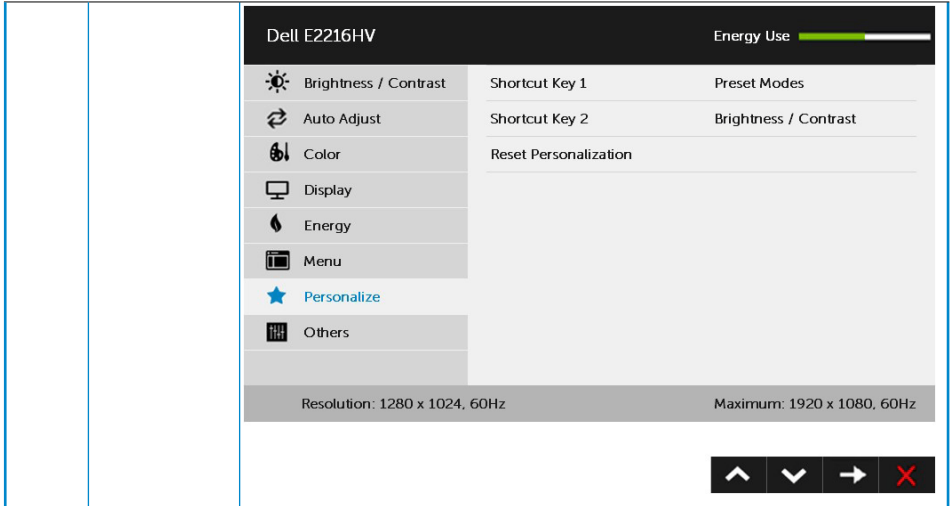 Dell E2216HV Energy Use
Brightness / Contrast Shortcut Key 1 Preset Modes
Auto Adjust Shortcut Key 2 Brightness / Contrast
Color Reset Personalization
Display
Energy
Menu
Personalize
Others
Resolution: 1280 x 1024, 60Hz Maximum: 1920 x 1080, 60Hz